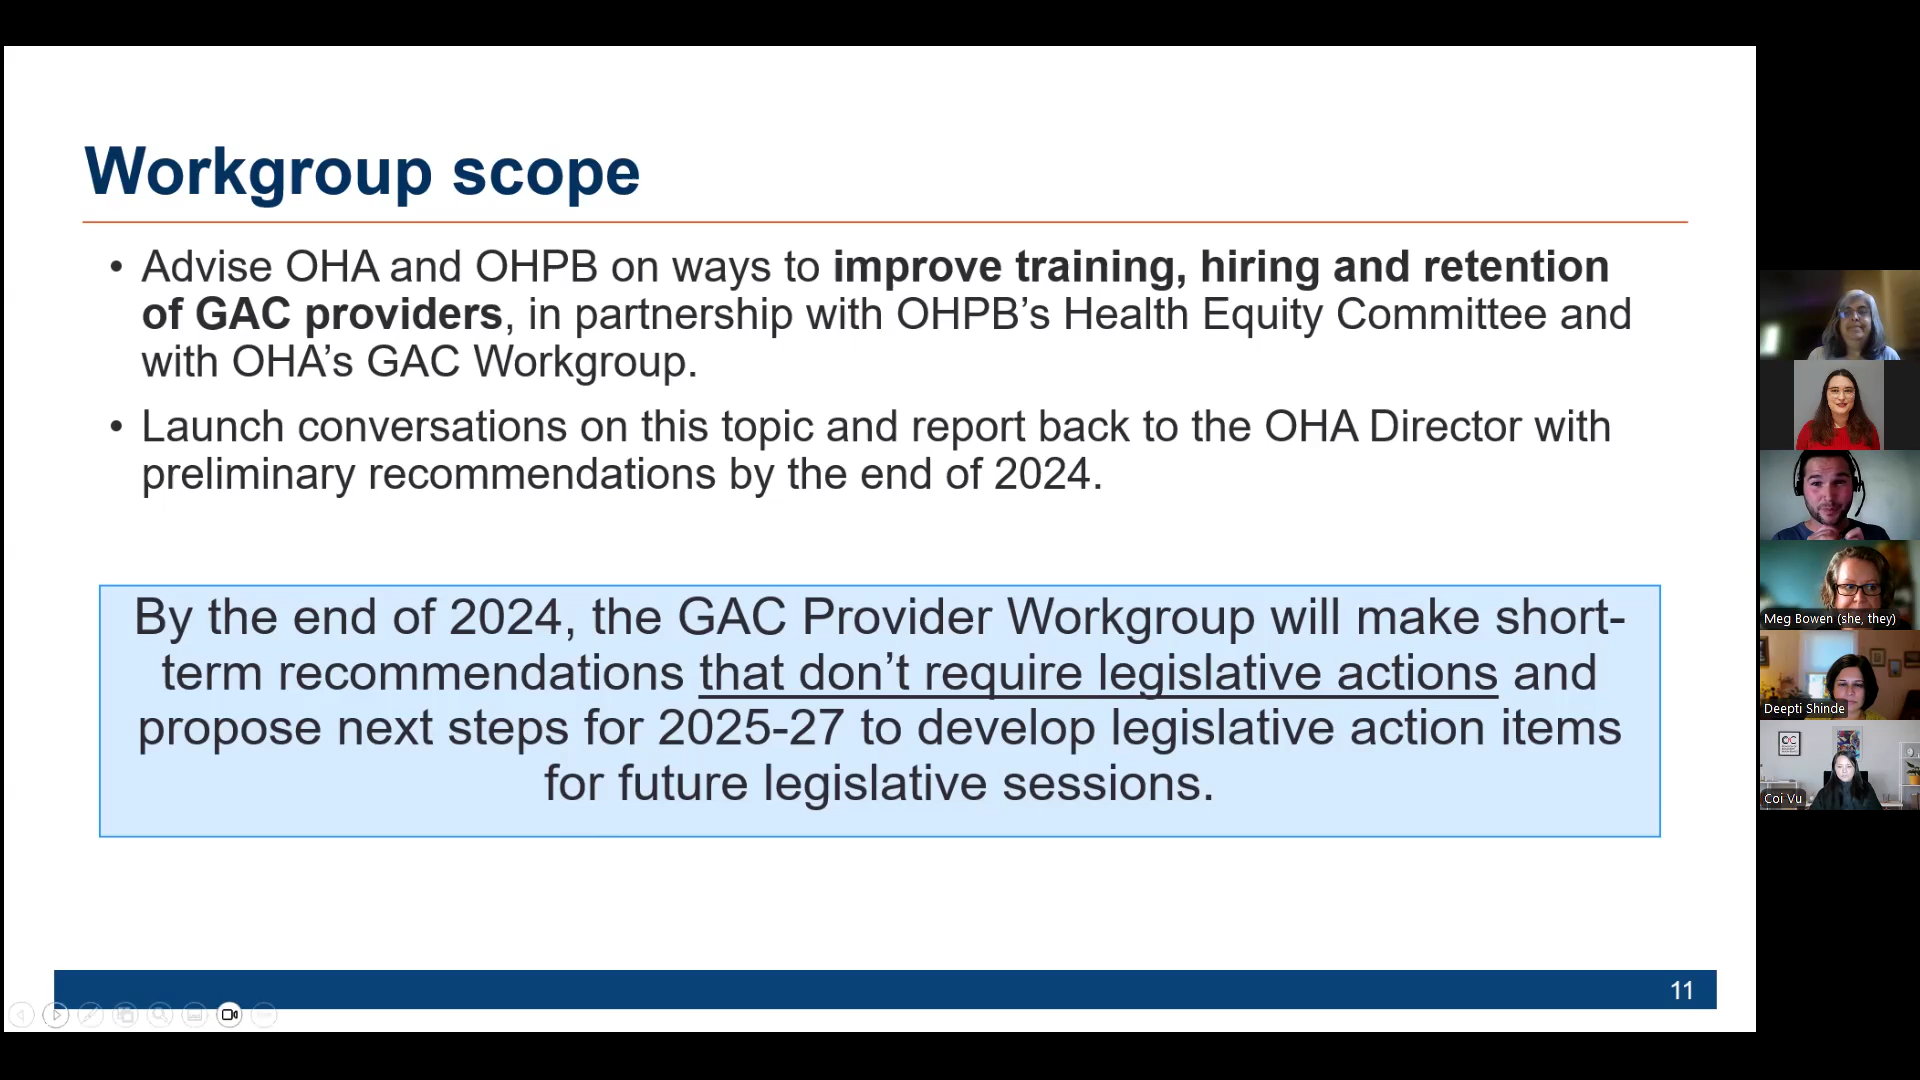 Workgroup scope
• Advise OHA and OHPB on ways to improve training, hiring and retention
of GAC providers, in partnership with OHPB’s Health Equity Committee and
with OHA’s GAC Workgroup.
• Launch conversations on this topic and report back to the OHA Director with
preliminary recommendations by the end of 2024.
By the end of 2024, the GAC Provider Workgroup will make short-
term recommendations that don’t require legislative actions and
propose next steps for 2025-27 to develop legislative action items
for future legislative sessions.
11
Meg Bowen (she, they)
Deepti Shinde
Coi Vu